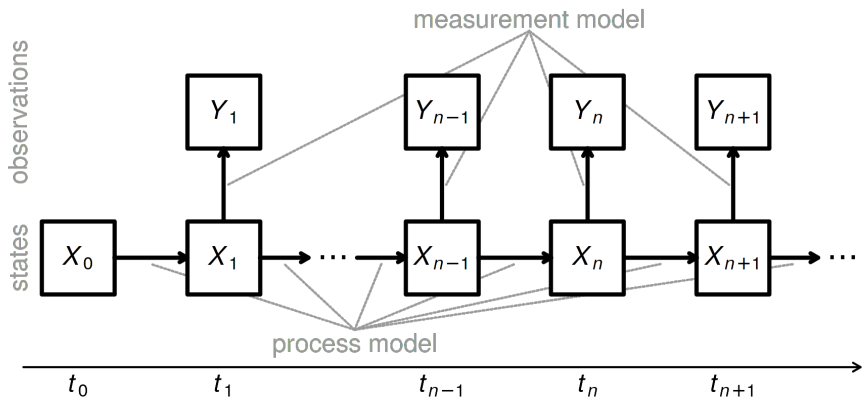 measurement model
observations
Y₁ Yₙ₋₁ Yₙ Yₙ₊₁
states
X₀ X₁ ⋯ Xₙ₋₁ Xₙ Xₙ₊₁ ⋯
process model
t₀ t₁ tₙ₋₁ tₙ tₙ₊₁